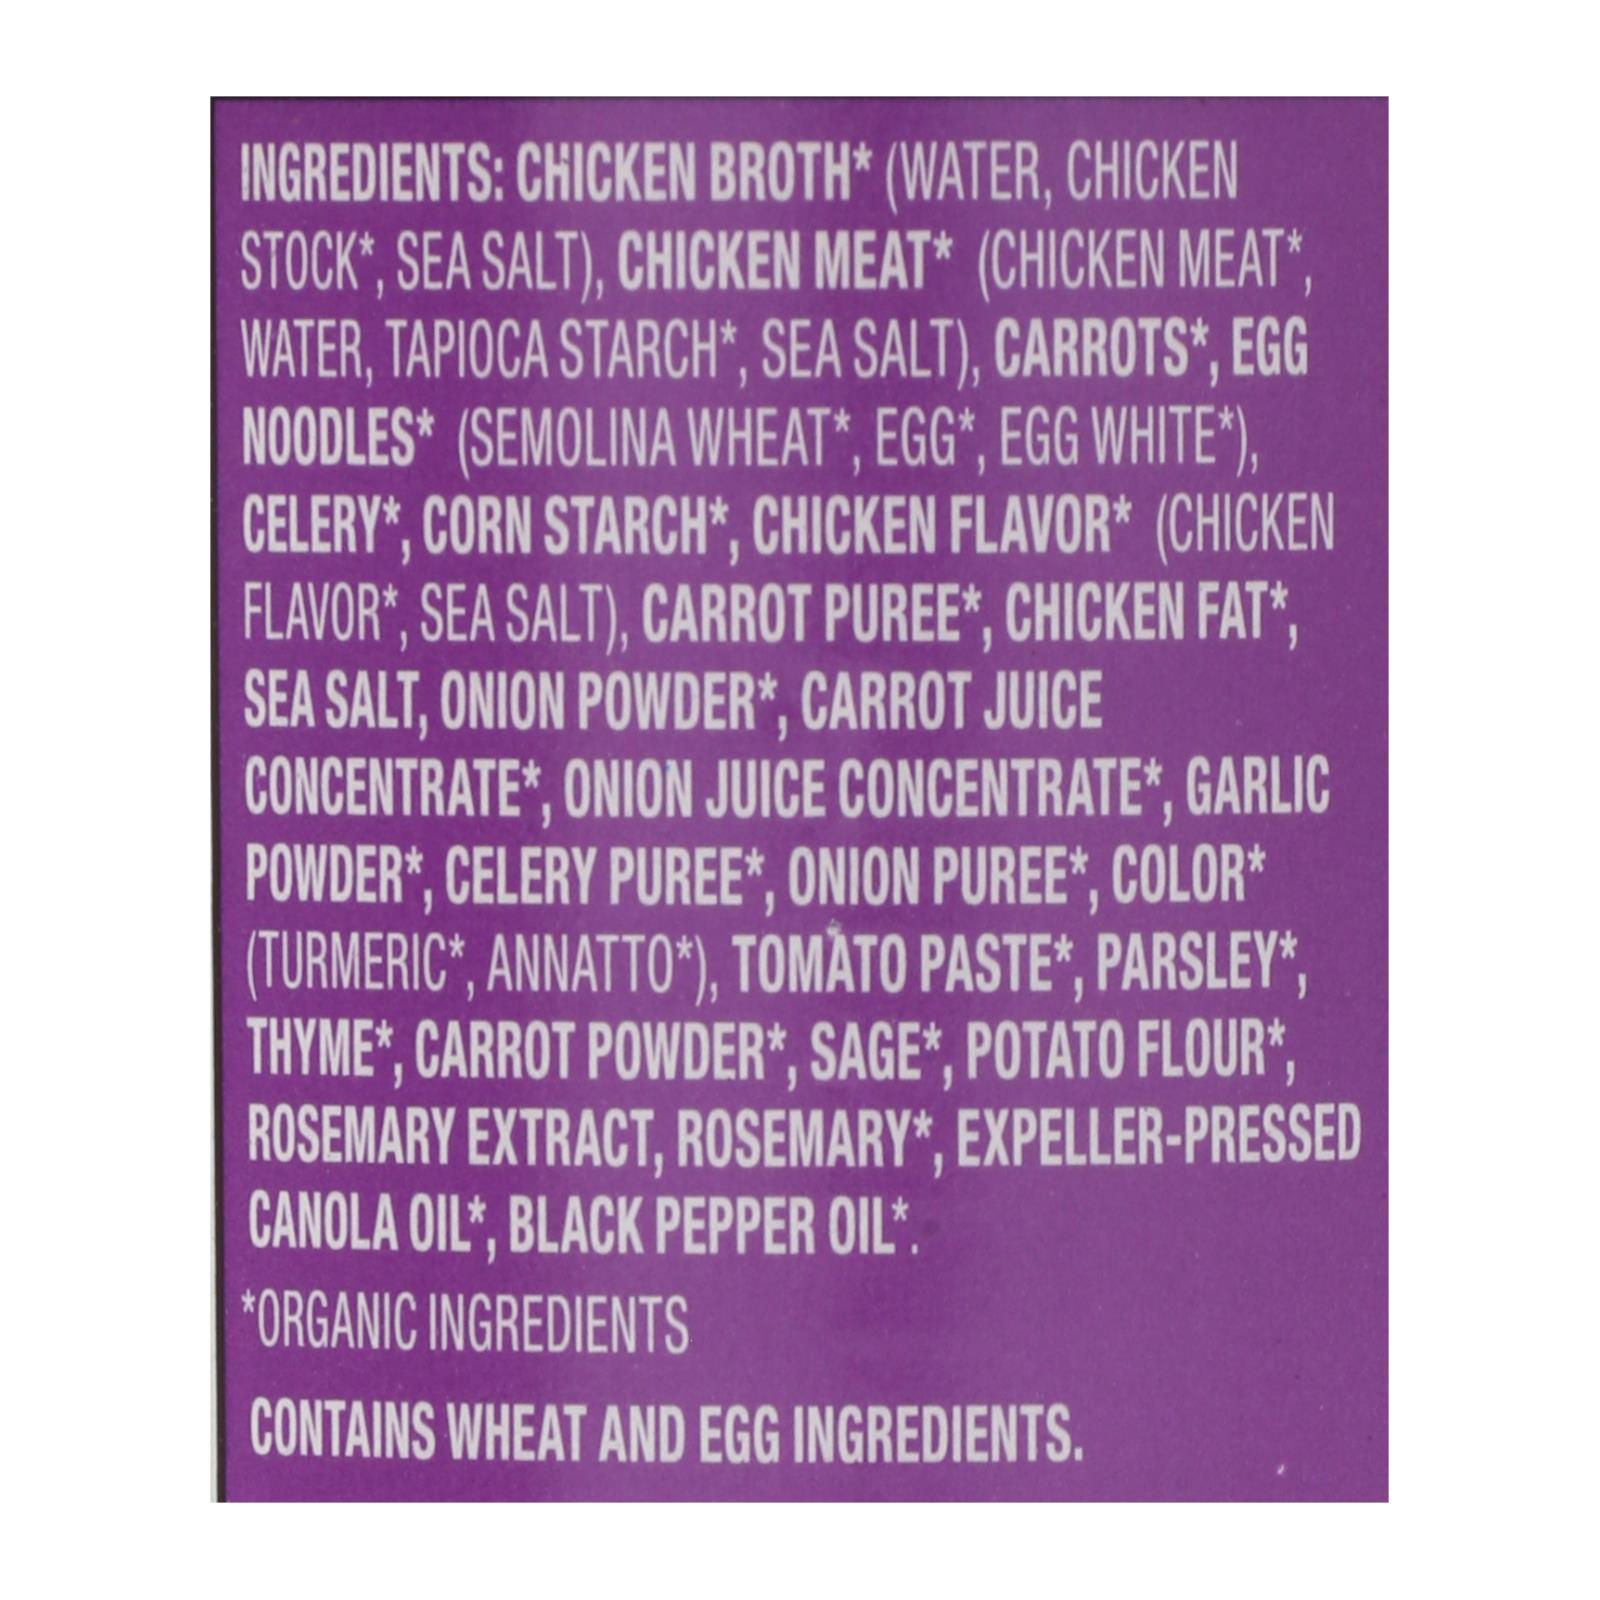 INGREDIENTS: CHICKEN BROTH* (WATER, CHICKEN
STOCK*, SEA SALT), CHICKEN MEAT* (CHICKEN MEAT*,
WATER, TAPIOCA STARCH*, SEA SALT), CARROTS*, EGG
NOODLES* (SEMOLINA WHEAT*, EGG*, EGG WHITE*),
CELERY*, CORN STARCH*, CHICKEN FLAVOR* (CHICKEN
FLAVOR*, SEA SALT), CARROT PUREE*, CHICKEN FAT*,
SEA SALT, ONION POWDER*, CARROT JUICE
CONCENTRATE*, ONION JUICE CONCENTRATE*, GARLIC
POWDER*, CELERY PUREE*, ONION PUREE*, COLOR*
(TURMERIC*, ANNATTO*), TOMATO PASTE*, PARSLEY*,
THYME*, CARROT POWDER*, SAGE*, POTATO FLOUR*,
ROSEMARY EXTRACT, ROSEMARY*, EXPELLER-PRESSED
CANOLA OIL*, BLACK PEPPER OIL*.
*ORGANIC INGREDIENTS
CONTAINS WHEAT AND EGG INGREDIENTS.